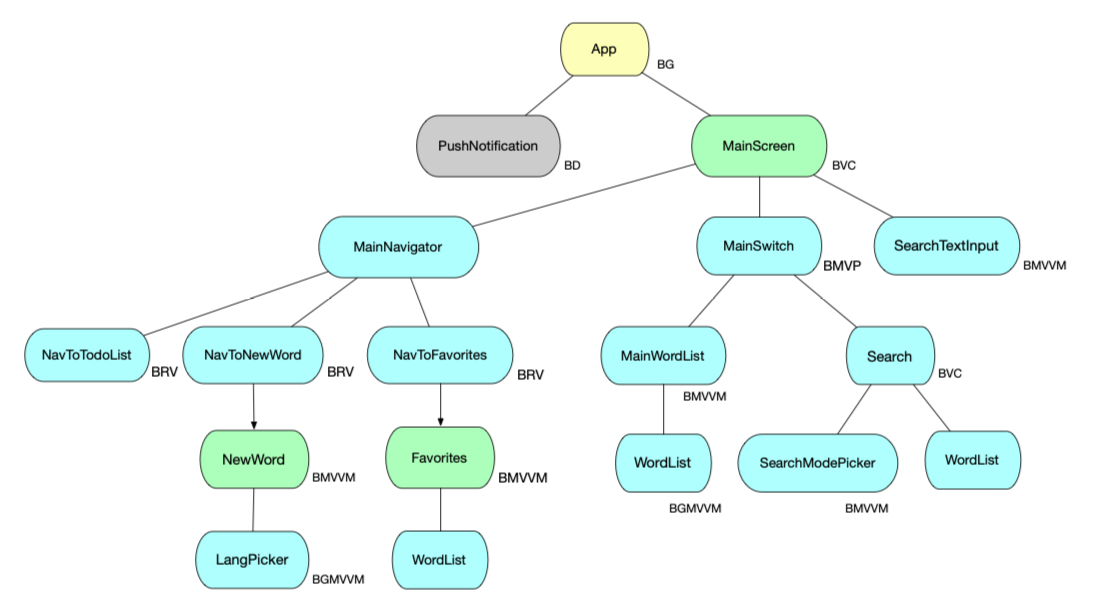 App
BG
PushNotification
BD
MainScreen
BVC
MainNavigator
MainSwitch
BMVP
SearchTextInput
BMVVM
NavToTodoList
BRV
NavToNewWord
BRV
NavToFavorites
BRV
MainWordList
BMVVM
Search
BVC
NewWord
BMVVM
Favorites
BMVVM
WordList
BGMVVM
SearchModePicker
BMVVM
WordList
LangPicker
BGMVVM
WordList